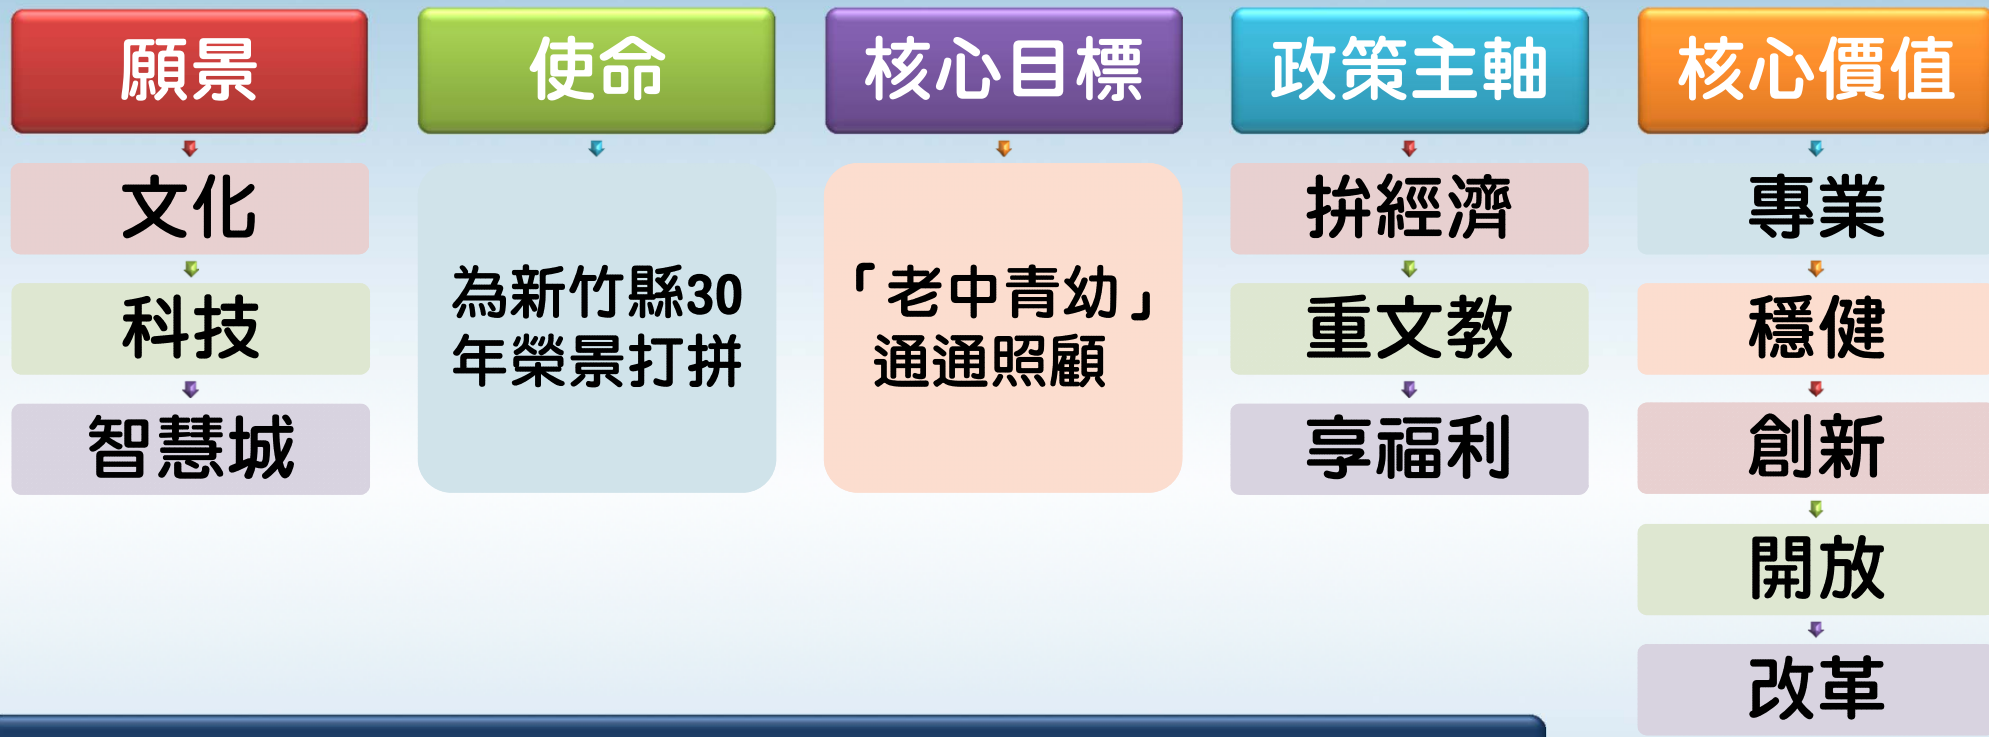 願景
文化
科技
智慧城
使命
為新竹縣30
年榮景打拼
核心目標
「老中青幼」
通通照顧
政策主軸
拚經濟
重文教
享福利
核心價值
專業
穩健
創新
開放
改革